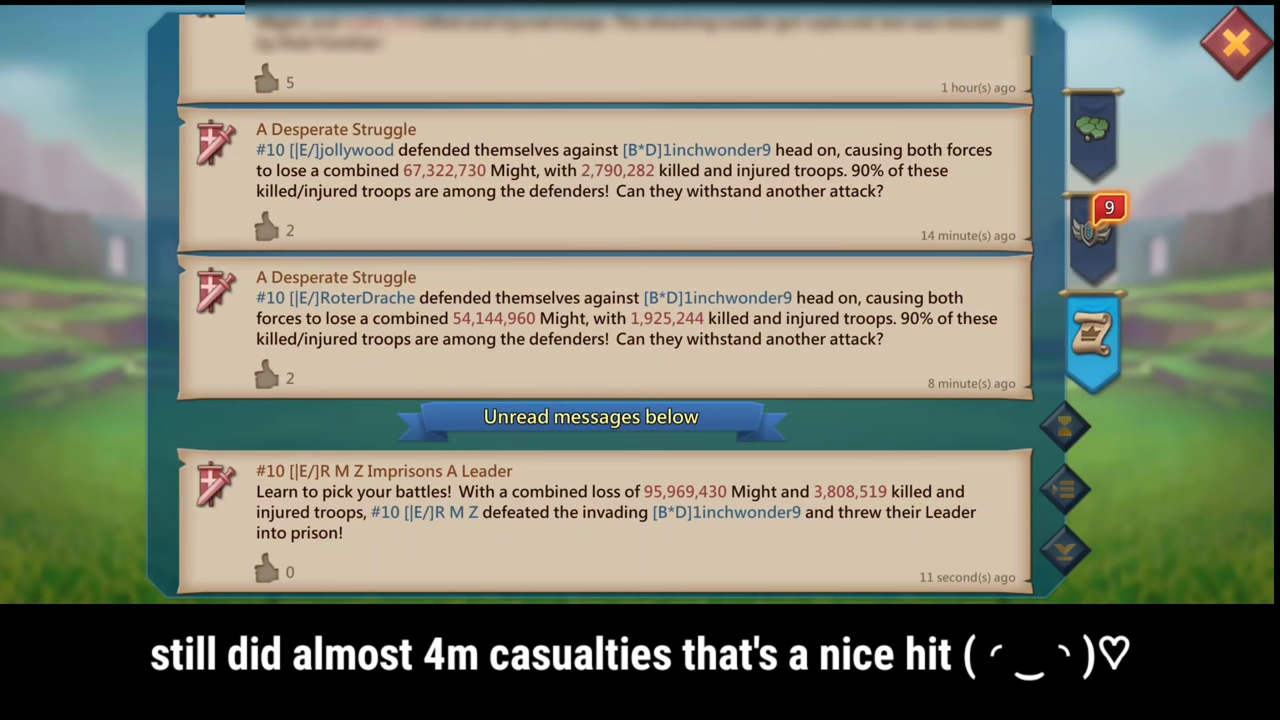 by their Familiar!
5
1 hour(s) ago
A Desperate Struggle
#10 [|E/]jollywood defended themselves against [B*D]1inchwonder9 head on, causing both forces
to lose a combined 67,322,730 Might, with 2,790,282 killed and injured troops. 90% of these
killed/injured troops are among the defenders! Can they withstand another attack?
2
14 minute(s) ago
9
A Desperate Struggle
#10 [|E/]RoterDrache defended themselves against [B*D]1inchwonder9 head on, causing both
forces to lose a combined 54,144,960 Might, with 1,925,244 killed and injured troops. 90% of these
killed/injured troops are among the defenders! Can they withstand another attack?
2
8 minute(s) ago
Unread messages below
#10 [|E/]R M Z Imprisons A Leader
Learn to pick your battles! With a combined loss of 95,969,430 Might and 3,808,519 killed and
injured troops, #10 [|E/]R M Z defeated the invading [B*D]1inchwonder9 and threw their Leader
into prison!
0
11 second(s) ago
still did almost 4m casualties that's a nice hit ( ◜‿◝ )♡